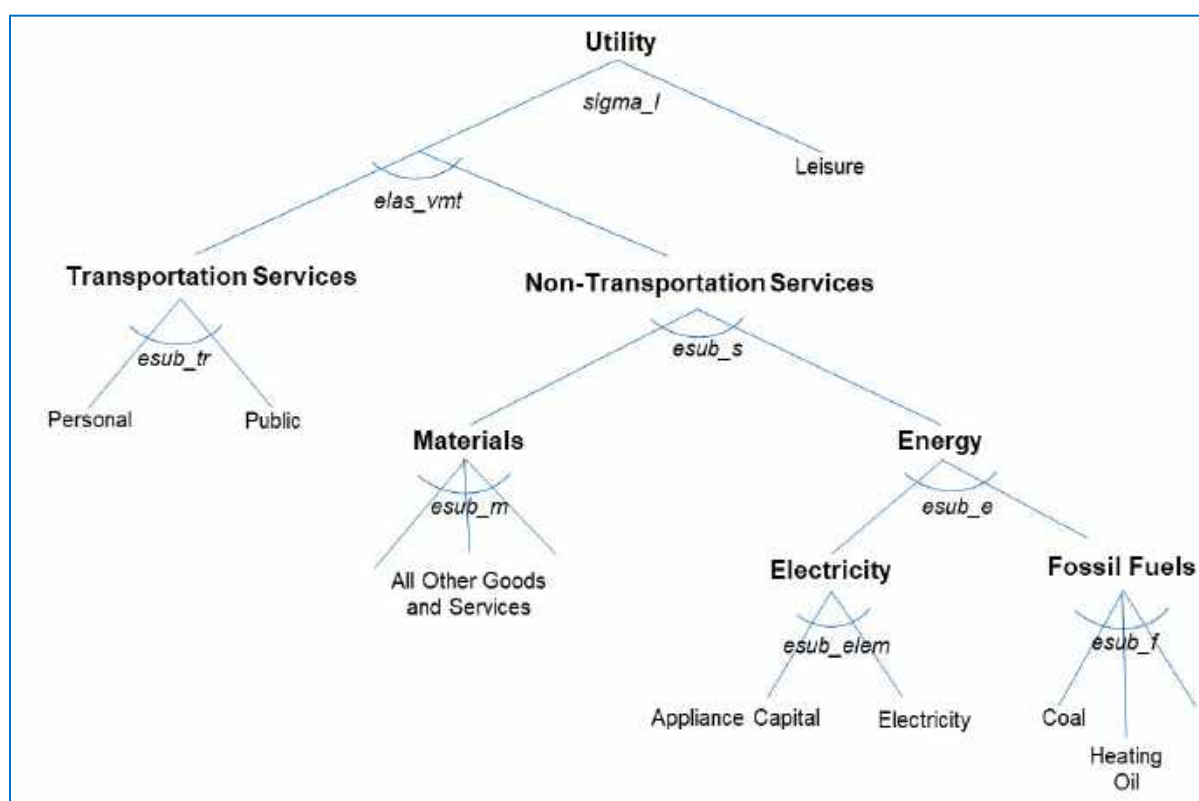 Utility
sigma_l
Leisure
elas_vmt
Transportation Services
Non-Transportation Services
esub_tr
esub_s
Personal
Public
Materials
Energy
esub_m
esub_e
All Other Goods
and Services
Electricity
Fossil Fuels
esub_elem
esub_f
Appliance Capital
Electricity
Coal
Heating
Oil